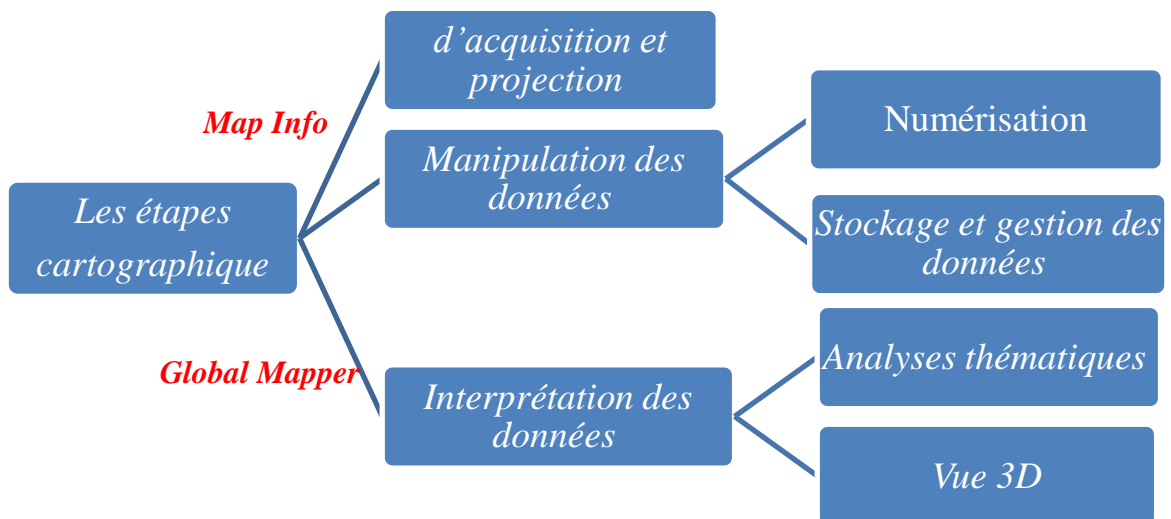 d’acquisition et
projection
Map Info
Numérisation
Manipulation des
données
Les étapes
cartographique
Stockage et gestion des
données
Analyses thématiques
Global Mapper
Interprétation des
données
Vue 3D